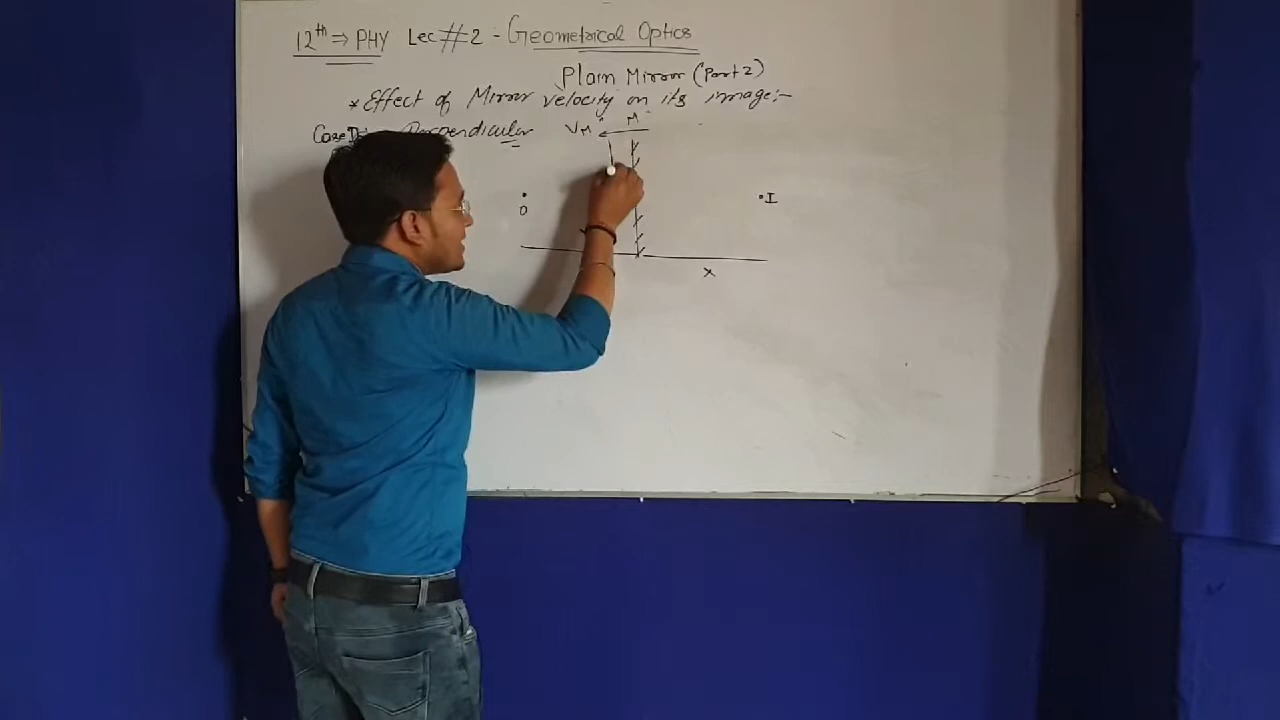 12th ⇒ PHY Lec #2 - Geometrical Optics
Plain Mirror (Part 2)
* Effect of Mirror velocity on its image:-
Case Perpendicular
VM M
O I
x